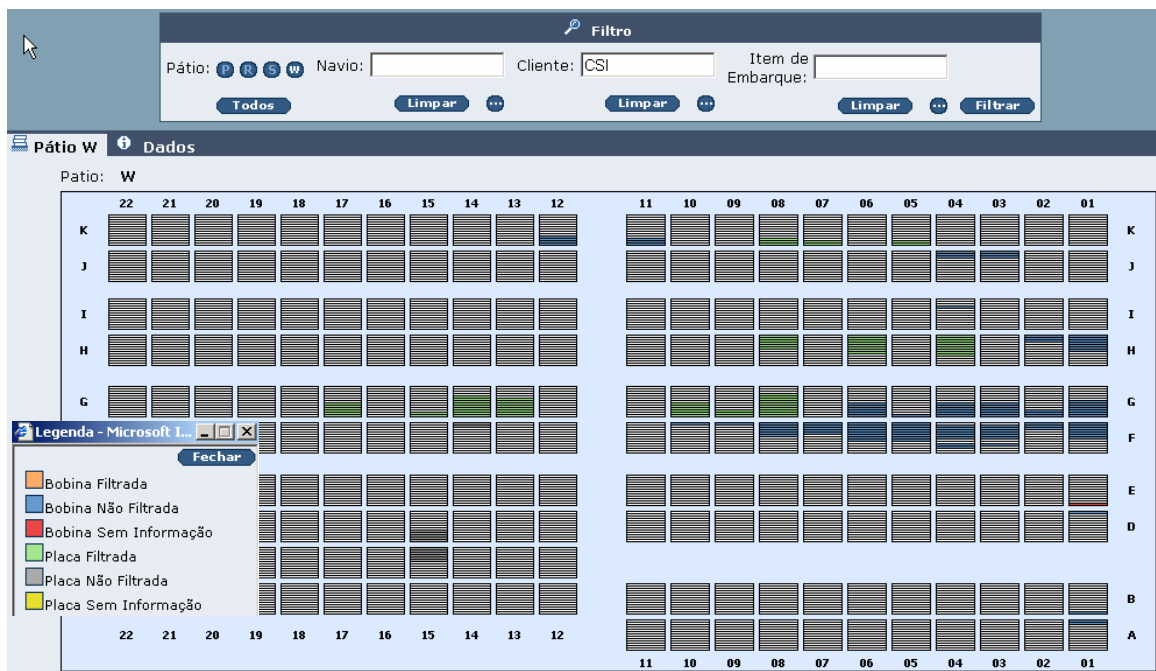 Filtro
Pátio: P R S W Navio: Cliente: CSI Item de Embarque:
Todos Limpar ... Limpar ... Limpar ... Filtrar
Pátio W Dados
Patio: W
22 21 20 19 18 17 16 15 14 13 12 11 10 09 08 07 06 05 04 03 02 01
K K
J J
I I
H H
G G
Legenda - Microsoft I...
F
Fechar
Bobina Filtrada
E
Bobina Não Filtrada
Bobina Sem Informação
D
Placa Filtrada
Placa Não Filtrada
Placa Sem Informação
B
22 21 20 19 18 17 16 15 14 13 12
A
11 10 09 08 07 06 05 04 03 02 01